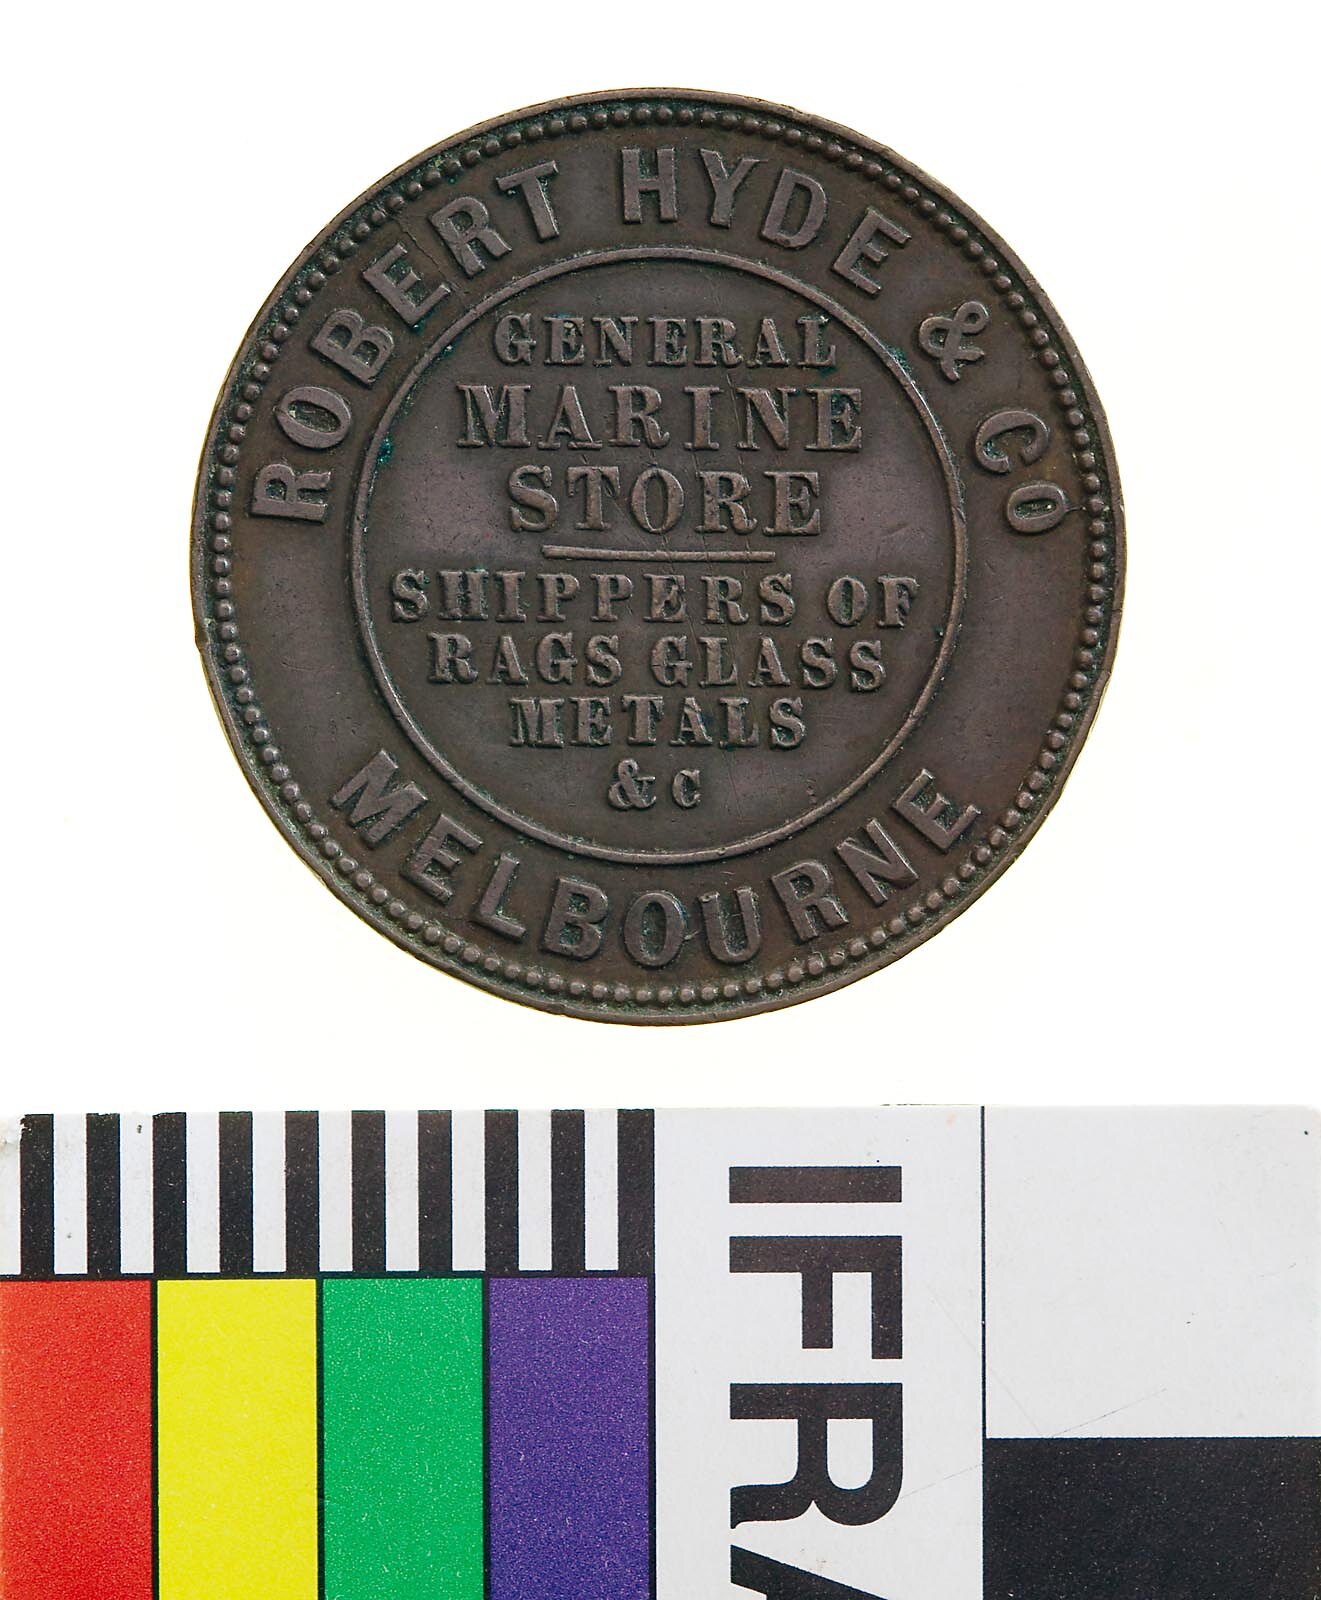 ROBERT HYDE & Co
GENERAL
MARINE
STORE
SHIPPERS OF
RAGS GLASS
METALS
& C
MELBOURNE
IFRA